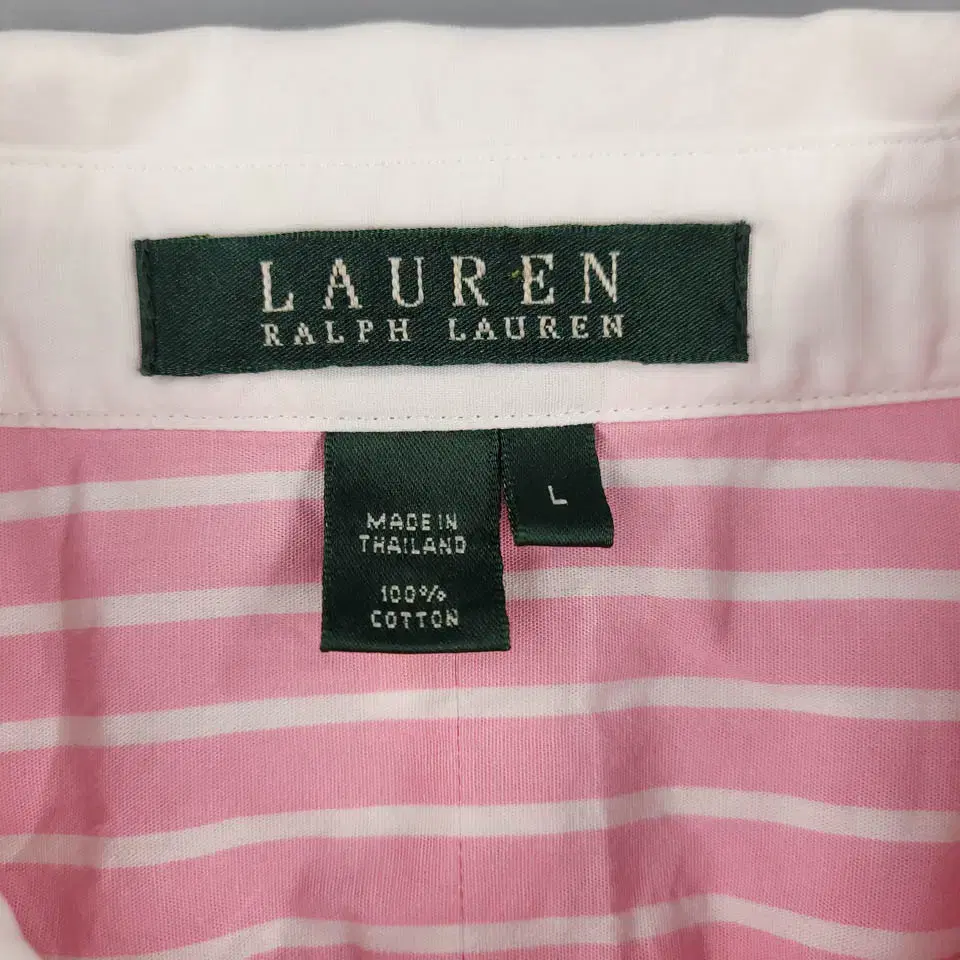 LAUREN
RALPH LAUREN
L
MADE IN
THAILAND
100%
COTTON